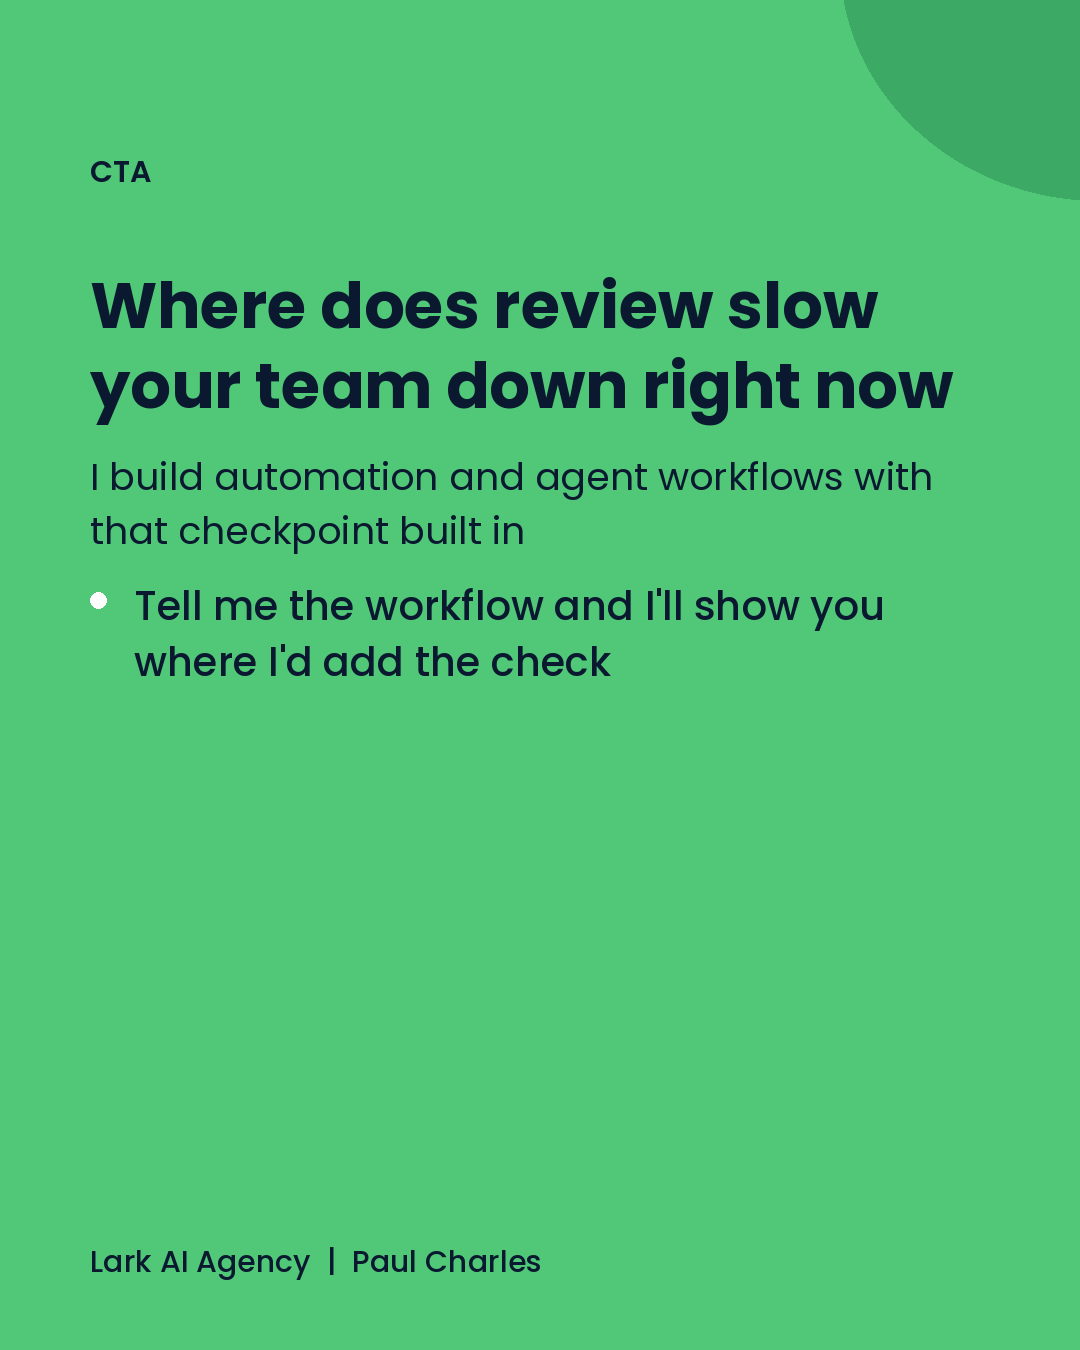 CTA
Where does review slow
your team down right now
I build automation and agent workflows with
that checkpoint built in
Tell me the workflow and I'll show you
where I'd add the check
Lark AI Agency | Paul Charles